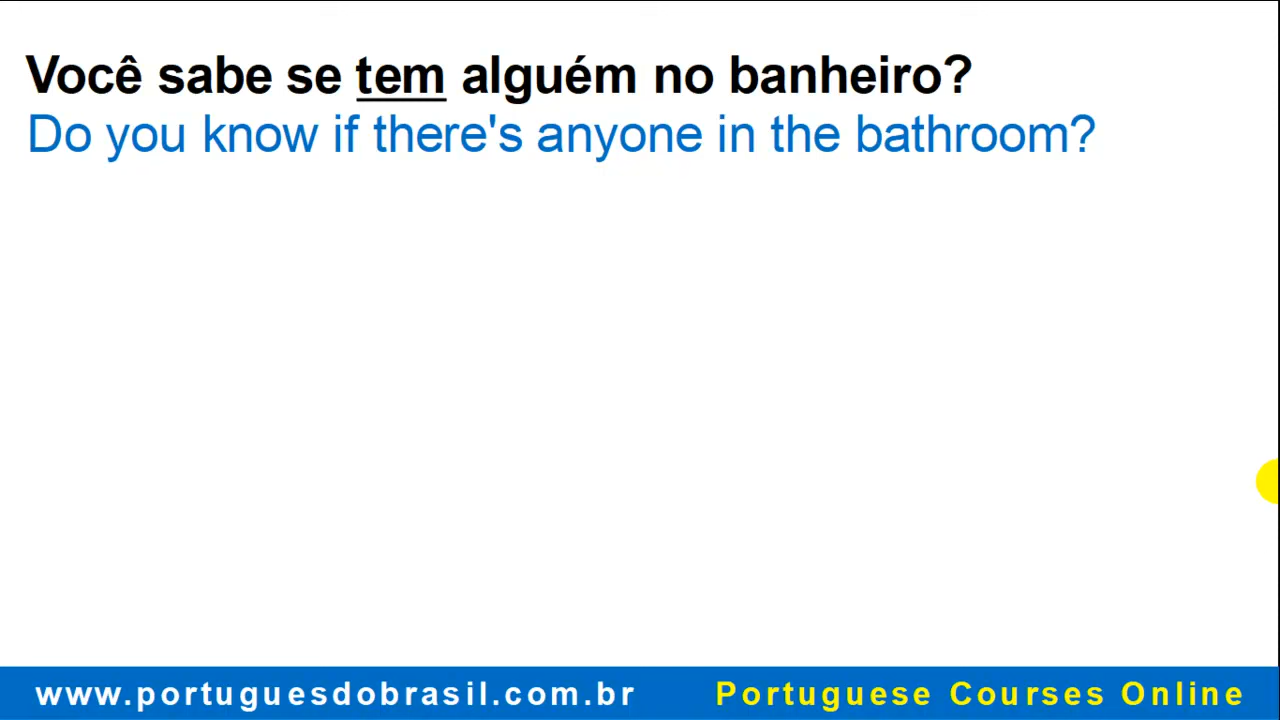 Você sabe se tem alguém no banheiro?
Do you know if there's anyone in the bathroom?
www.portuguesdobrasil.com.br Portuguese Courses Online